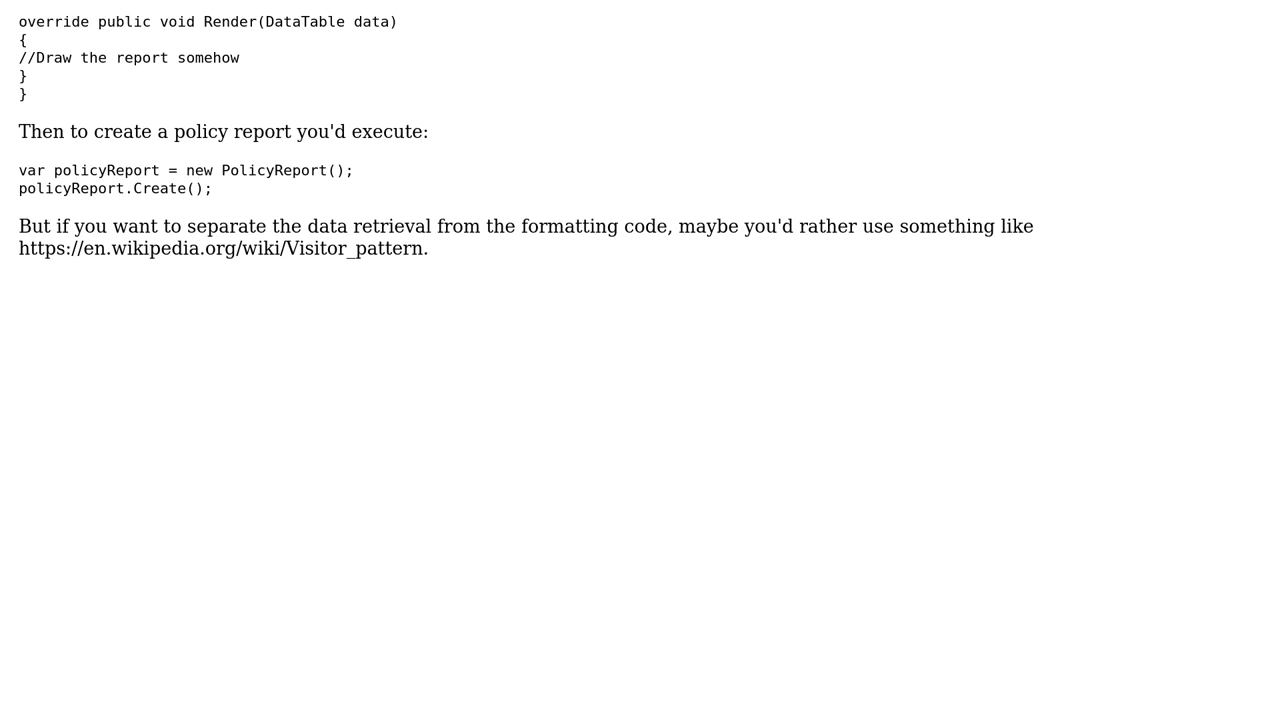 override public void Render(DataTable data)
{
//Draw the report somehow
}
}
Then to create a policy report you'd execute:
var policyReport = new PolicyReport();
policyReport.Create();
But if you want to separate the data retrieval from the formatting code, maybe you'd rather use something like
https://en.wikipedia.org/wiki/Visitor_pattern.